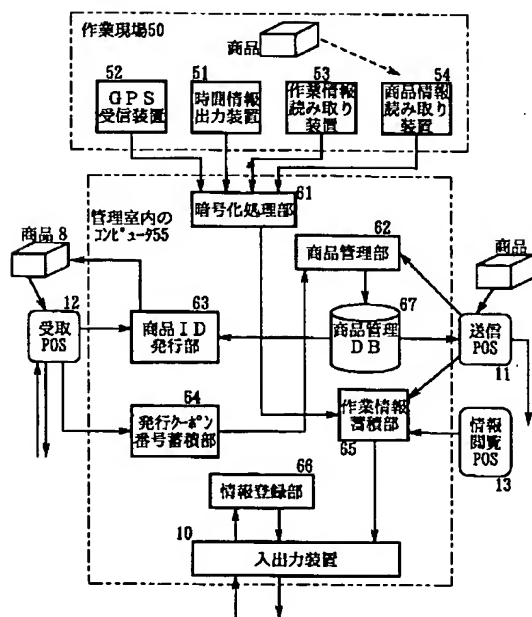 作業現場50
商品
52
51
53
54
GPS
受信装置
時間情報
出力装置
作業情報
読み取り
装置
商品情報
読み取り
装置
61
暗号化処理部
管理室内の
コンピュータ55
62
商品管理部
商品 8
商品
12
受取
POS
63
商品ID
発行部
67
商品管理
DB
送信
POS
11
64
発行クーポン
番号蓄積部
作業情報
蓄積部
65
情報
閲覧
POS
13
66
情報登録部
10
入出力装置